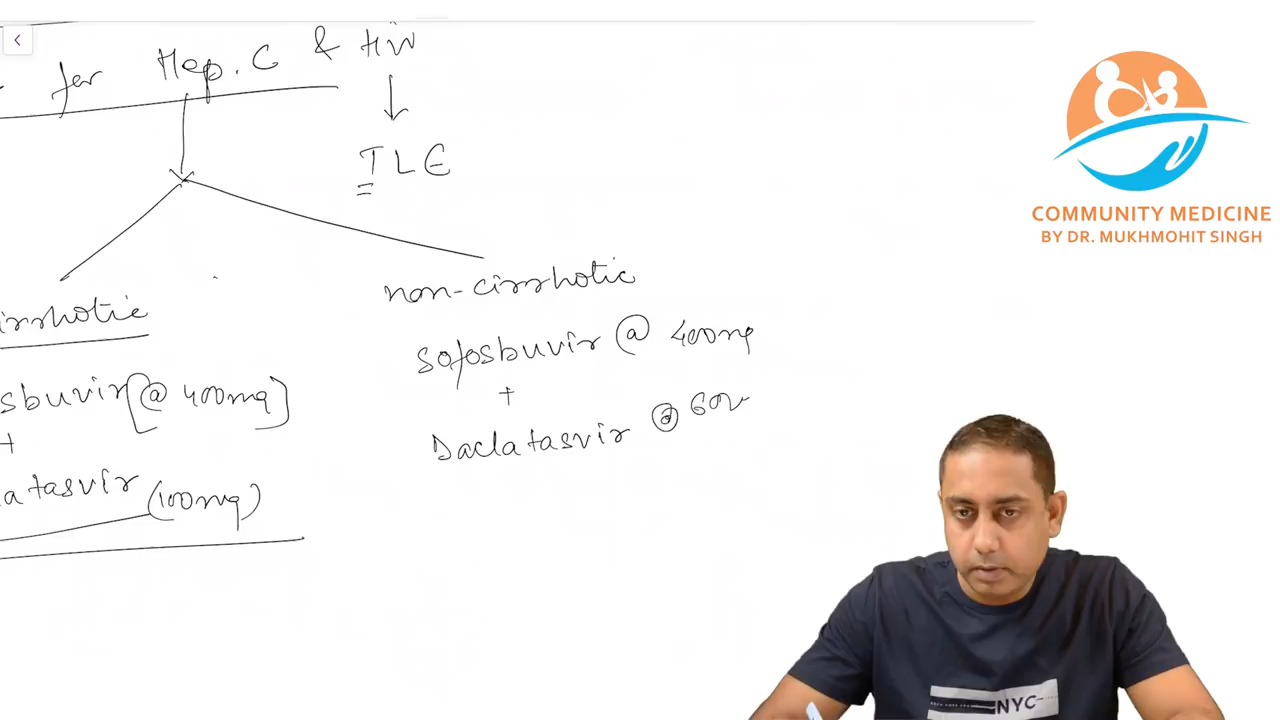 for Hep. C & HIV
TLE
irrhotic
sbuvir [@ 400mg]
+
atasvir (100mg)
non-cirrhotic
Sofosbuvir @ 400mg
+
Daclatasvir @ 60
COMMUNITY MEDICINE
BY DR. MUKHMOHIT SINGH
NYC